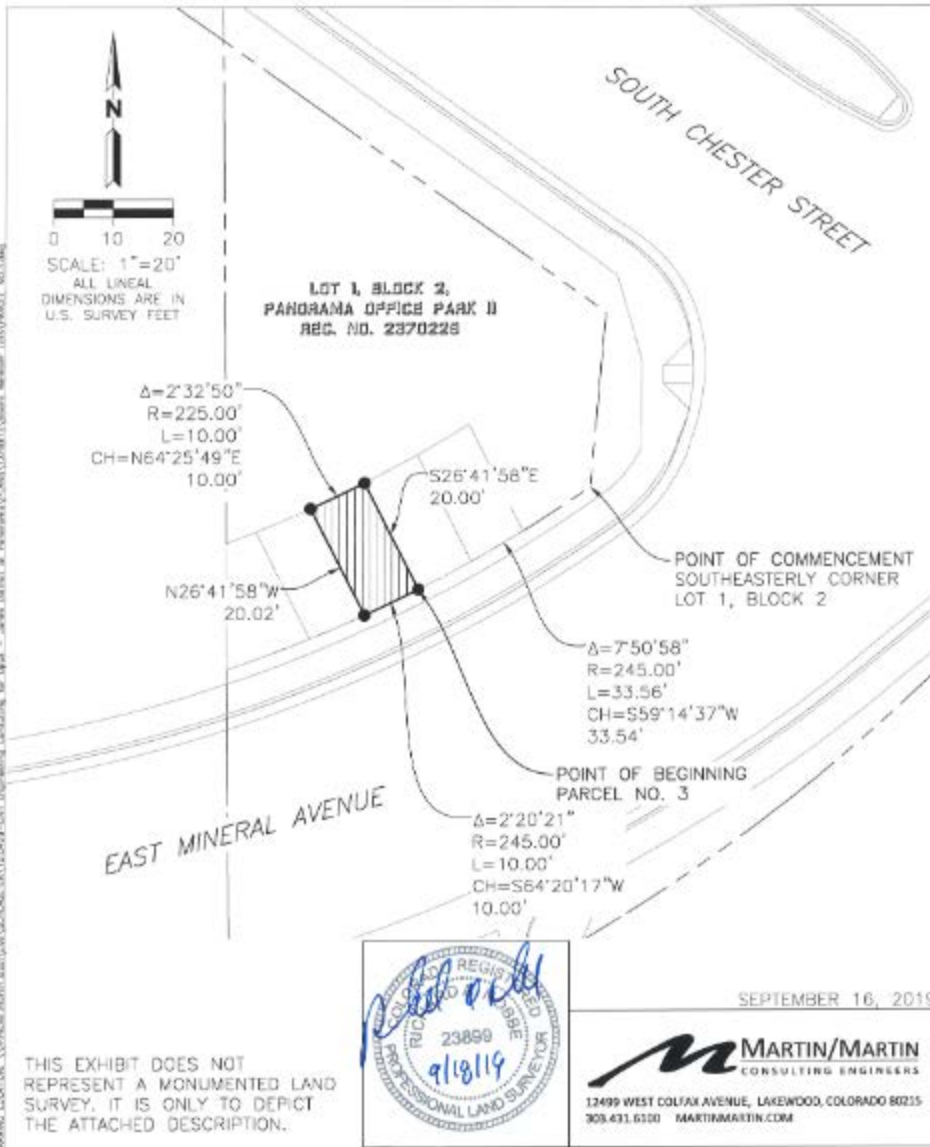 N
0 10 20
SCALE: 1"=20'
ALL LINEAL
DIMENSIONS ARE IN
U.S. SURVEY FEET
SOUTH CHESTER STREET
LOT 1, BLOCK 2,
PANORAMA OFFICE PARK II
REC. NO. 2370226
Δ=2°32'50"
R=225.00'
L=10.00'
CH=N64°25'49"E
10.00'
S26°41'58"E
20.00'
N26°41'58"W
20.02'
POINT OF COMMENCEMENT
SOUTHEASTERLY CORNER
LOT 1, BLOCK 2
Δ=7°50'58"
R=245.00'
L=33.56'
CH=S59°14'37"W
33.54'
POINT OF BEGINNING
PARCEL NO. 3
Δ=2°20'21"
R=245.00'
L=10.00'
CH=S64°20'17"W
10.00'
EAST MINERAL AVENUE
COLORADO REGISTERED
23899
9/18/19
PROFESSIONAL LAND SURVEYOR
SEPTEMBER 16, 2019
MARTIN/MARTIN
CONSULTING ENGINEERS
12499 WEST COLFAX AVENUE, LAKEWOOD, COLORADO 80215
303.431.6100 MARTINMARTIN.COM
THIS EXHIBIT DOES NOT
REPRESENT A MONUMENTED LAND
SURVEY. IT IS ONLY TO DEPICT
THE ATTACHED DESCRIPTION.